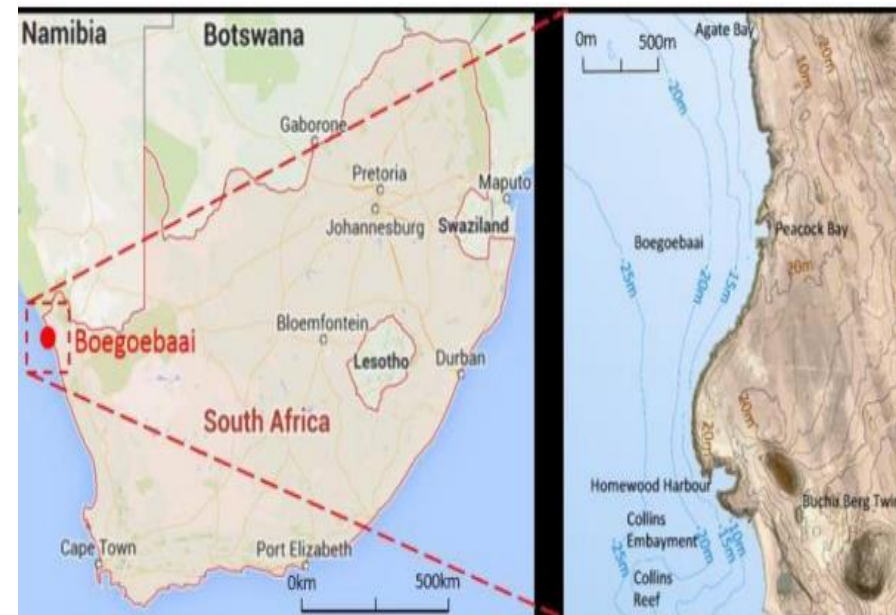 Namibia
Botswana
Gaborone
Pretoria
Maputo
Johannesburg
Swaziland
Boegoebaai
Bloemfontein
Lesotho
Durban
South Africa
Cape Town
Port Elizabeth
0km
500km
0m
500m
Agate Bay
-20m
20m
10m
Boegoebaai
Peacock Bay
-25m
-20m
-15m
20m
20m
20m
Homewood Harbour
Buchu Berg Twin
Collins
Embayment
-10m
-15m
-20m
-25m
Collins
Reef